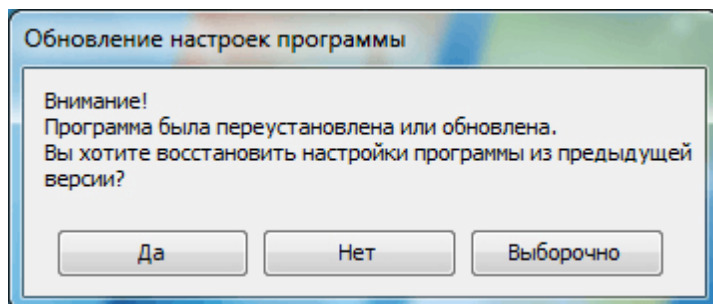 Обновление настроек программы
Внимание!
Программа была переустановлена или обновлена.
Вы хотите восстановить настройки программы из предыдущей
версии?
Да Нет Выборочно